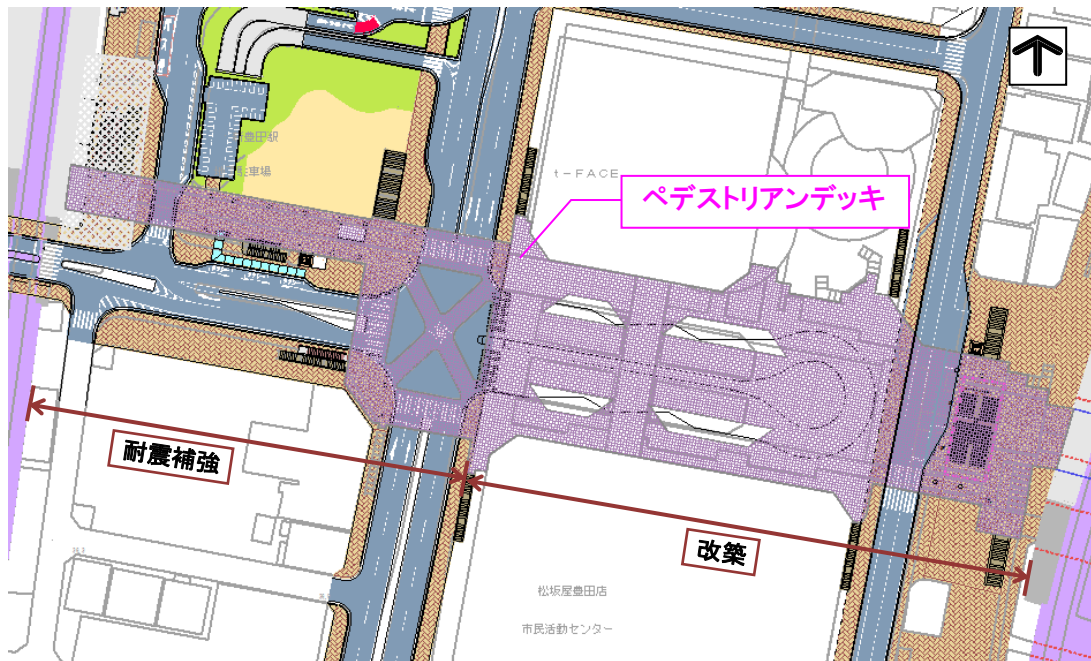 豊田駅
駐車場
t-FACE
ペデストリアンデッキ
耐震補強
改築
松坂屋豊田店
市民活動センター